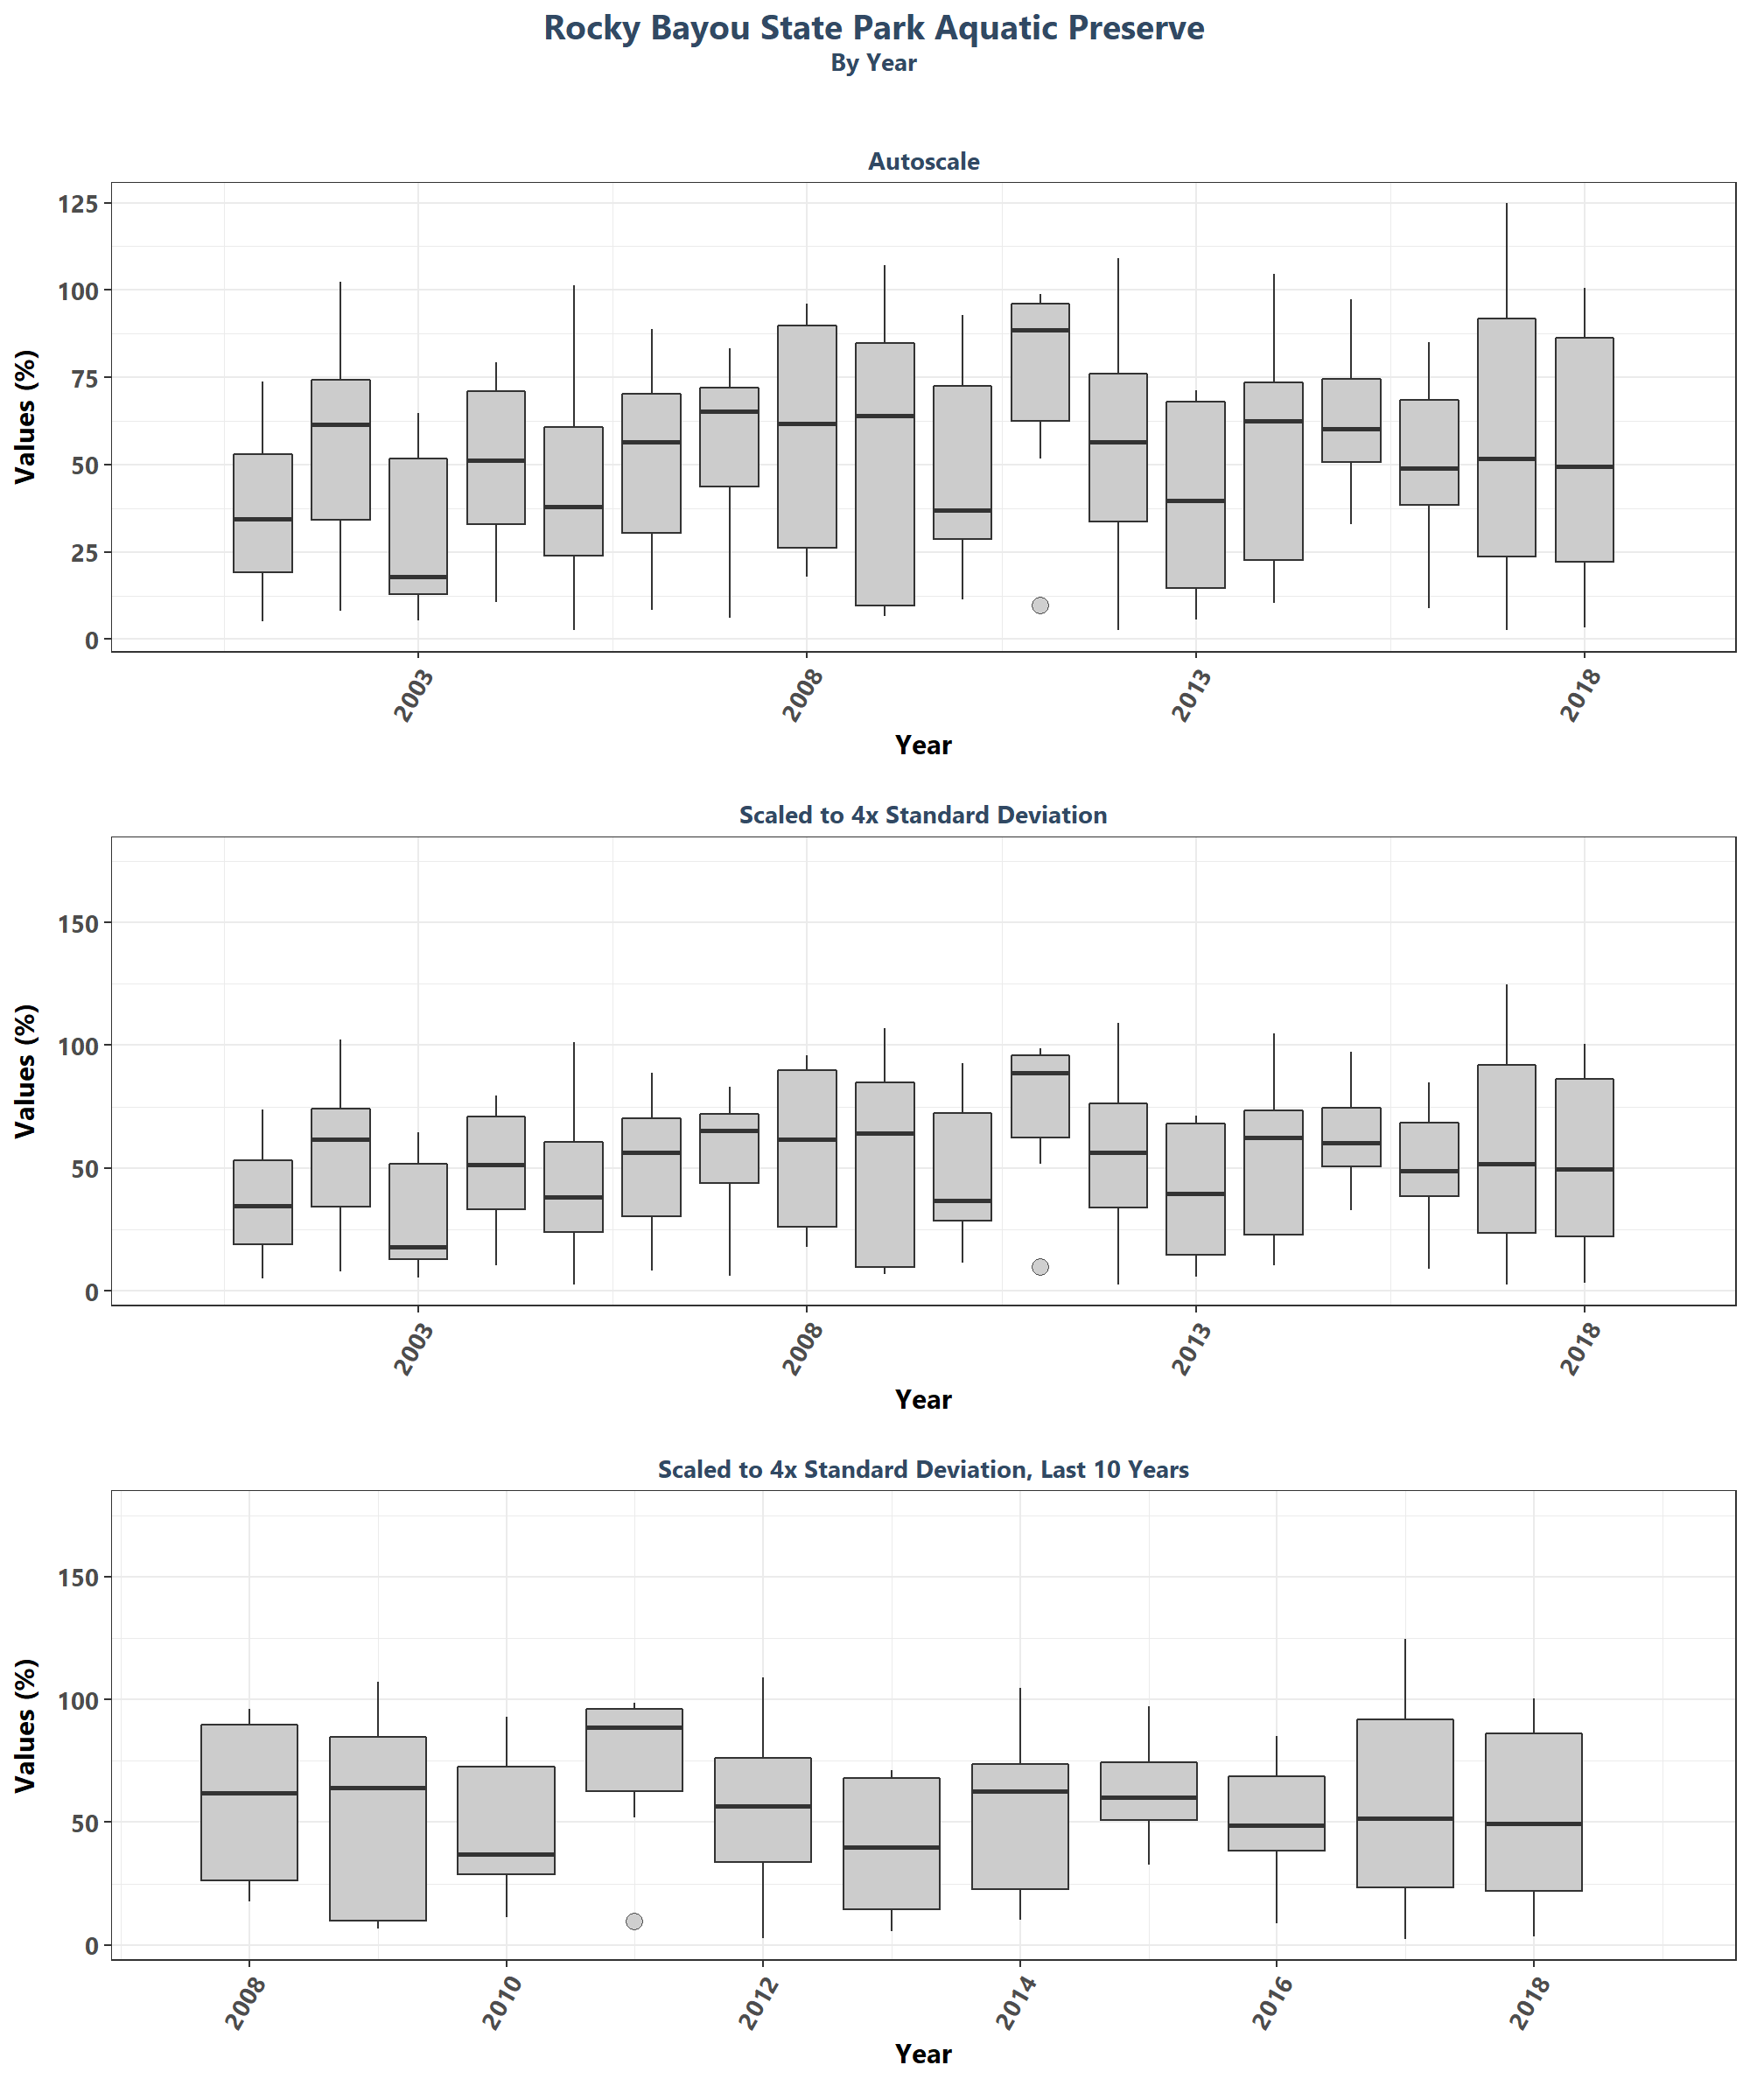 Rocky Bayou State Park Aquatic Preserve
By Year
Autoscale
Values (%)
125
100
75
50
25
0
2003
2008
2013
2018
Year
Scaled to 4x Standard Deviation
Values (%)
150
100
50
0
2003
2008
2013
2018
Year
Scaled to 4x Standard Deviation, Last 10 Years
Values (%)
150
100
50
0
2008
2010
2012
2014
2016
2018
Year